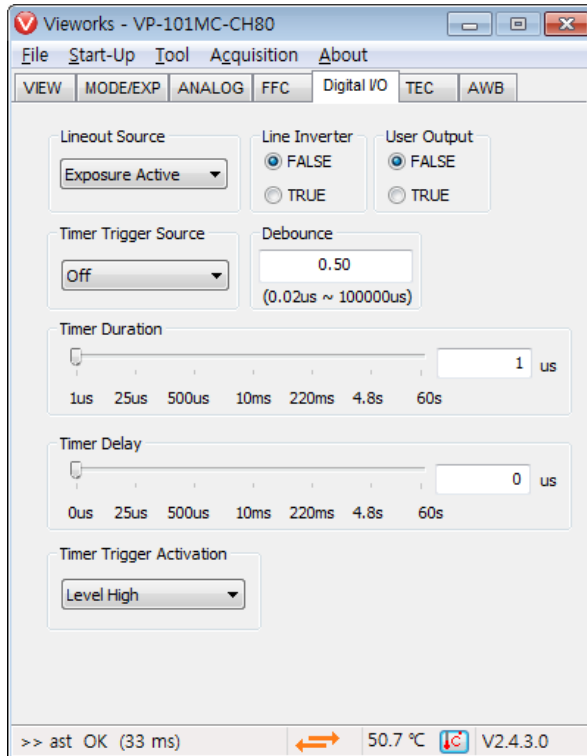 Vieworks - VP-101MC-CH80
File Start-Up Tool Acquisition About
VIEW MODE/EXP ANALOG FFC Digital I/O TEC AWB
Lineout Source
Exposure Active
Line Inverter
FALSE
TRUE
User Output
FALSE
TRUE
Timer Trigger Source
Off
Debounce
0.50
(0.02us ~ 100000us)
Timer Duration
1 us
1us 25us 500us 10ms 220ms 4.8s 60s
Timer Delay
0 us
0us 25us 500us 10ms 220ms 4.8s 60s
Timer Trigger Activation
Level High
>> ast OK (33 ms) 50.7 ℃ C V2.4.3.0